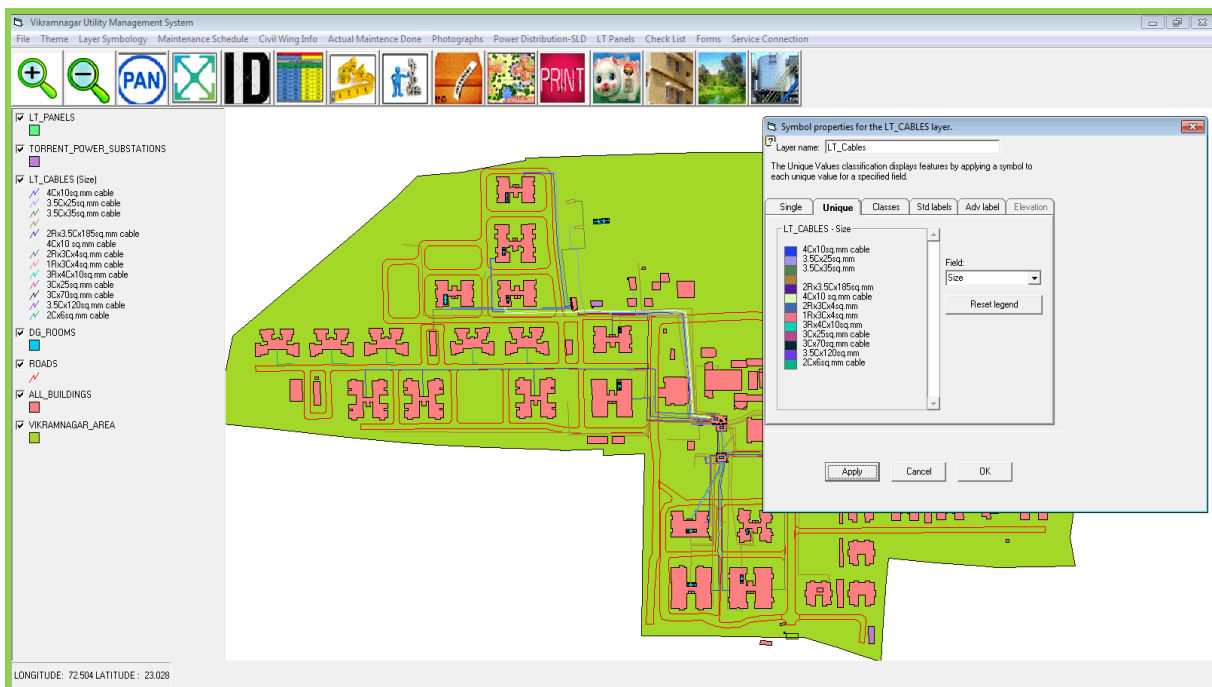 Vikramnagar Utility Management System
File Theme Layer Symbology Maintenance Schedule Civil Wing Info Actual Maintence Done Photographs Power Distribution-SLD LT Panels Check List Forms Service Connection
PAN ID PRINT
LT_PANELS
TORRENT_POWER_SUBSTATIONS
LT_CABLES (Size)
4Cx10sq.mm cable
3.5Cx25sq.mm cable
3.5Cx35sq.mm cable
2Rx3.5Cx185sq.mm cable
4Cx10 sq.mm cable
2Rx3Cx4sq.mm cable
1Rx3Cx4sq.mm cable
3Rx4Cx10sq.mm cable
3Cx25sq.mm cable
3Cx70sq.mm cable
3.5Cx120sq.mm cable
2Cx6sq.mm cable
DG_ROOMS
ROADS
ALL_BUILDINGS
VIKRAMNAGAR_AREA
LONGITUDE: 72.504 LATITUDE : 23.028
Symbol properties for the LT_CABLES layer.
Layer name: LT_Cables
The Unique Values classification displays features by applying a symbol to
each unique value for a specified field.
Single Unique Classes Std labels Adv label Elevation
LT_CABLES - Size
4Cx10sq.mm cable
3.5Cx25sq.mm
3.5Cx35sq.mm
2Rx3.5Cx185sq.mm
4Cx10 sq.mm cable
2Rx3Cx4sq.mm
1Rx3Cx4sq.mm
3Rx4Cx10sq.mm
3Cx25sq.mm cable
3Cx70sq.mm cable
3.5Cx120sq.mm
2Cx6sq.mm cable
Field:
Size
Reset legend
Apply Cancel OK